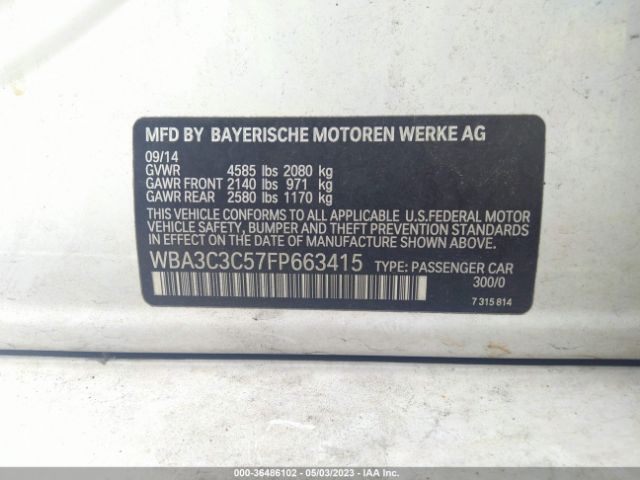 MFD BY BAYERISCHE MOTOREN WERKE AG
09/14
GVWR 4585 lbs 2080 kg
GAWR FRONT 2140 lbs 971 kg
GAWR REAR 2580 lbs 1170 kg
THIS VEHICLE CONFORMS TO ALL APPLICABLE U.S.FEDERAL MOTOR
VEHICLE SAFETY, BUMPER, AND THEFT PREVENTION STANDARDS
IN EFFECT ON THE DATE OF MANUFACTURE SHOWN ABOVE.
WBA3C3C57FP663415 TYPE: PASSENGER CAR
300/0
7 315 814
000-36486102 - 05/03/2023 - IAA Inc.